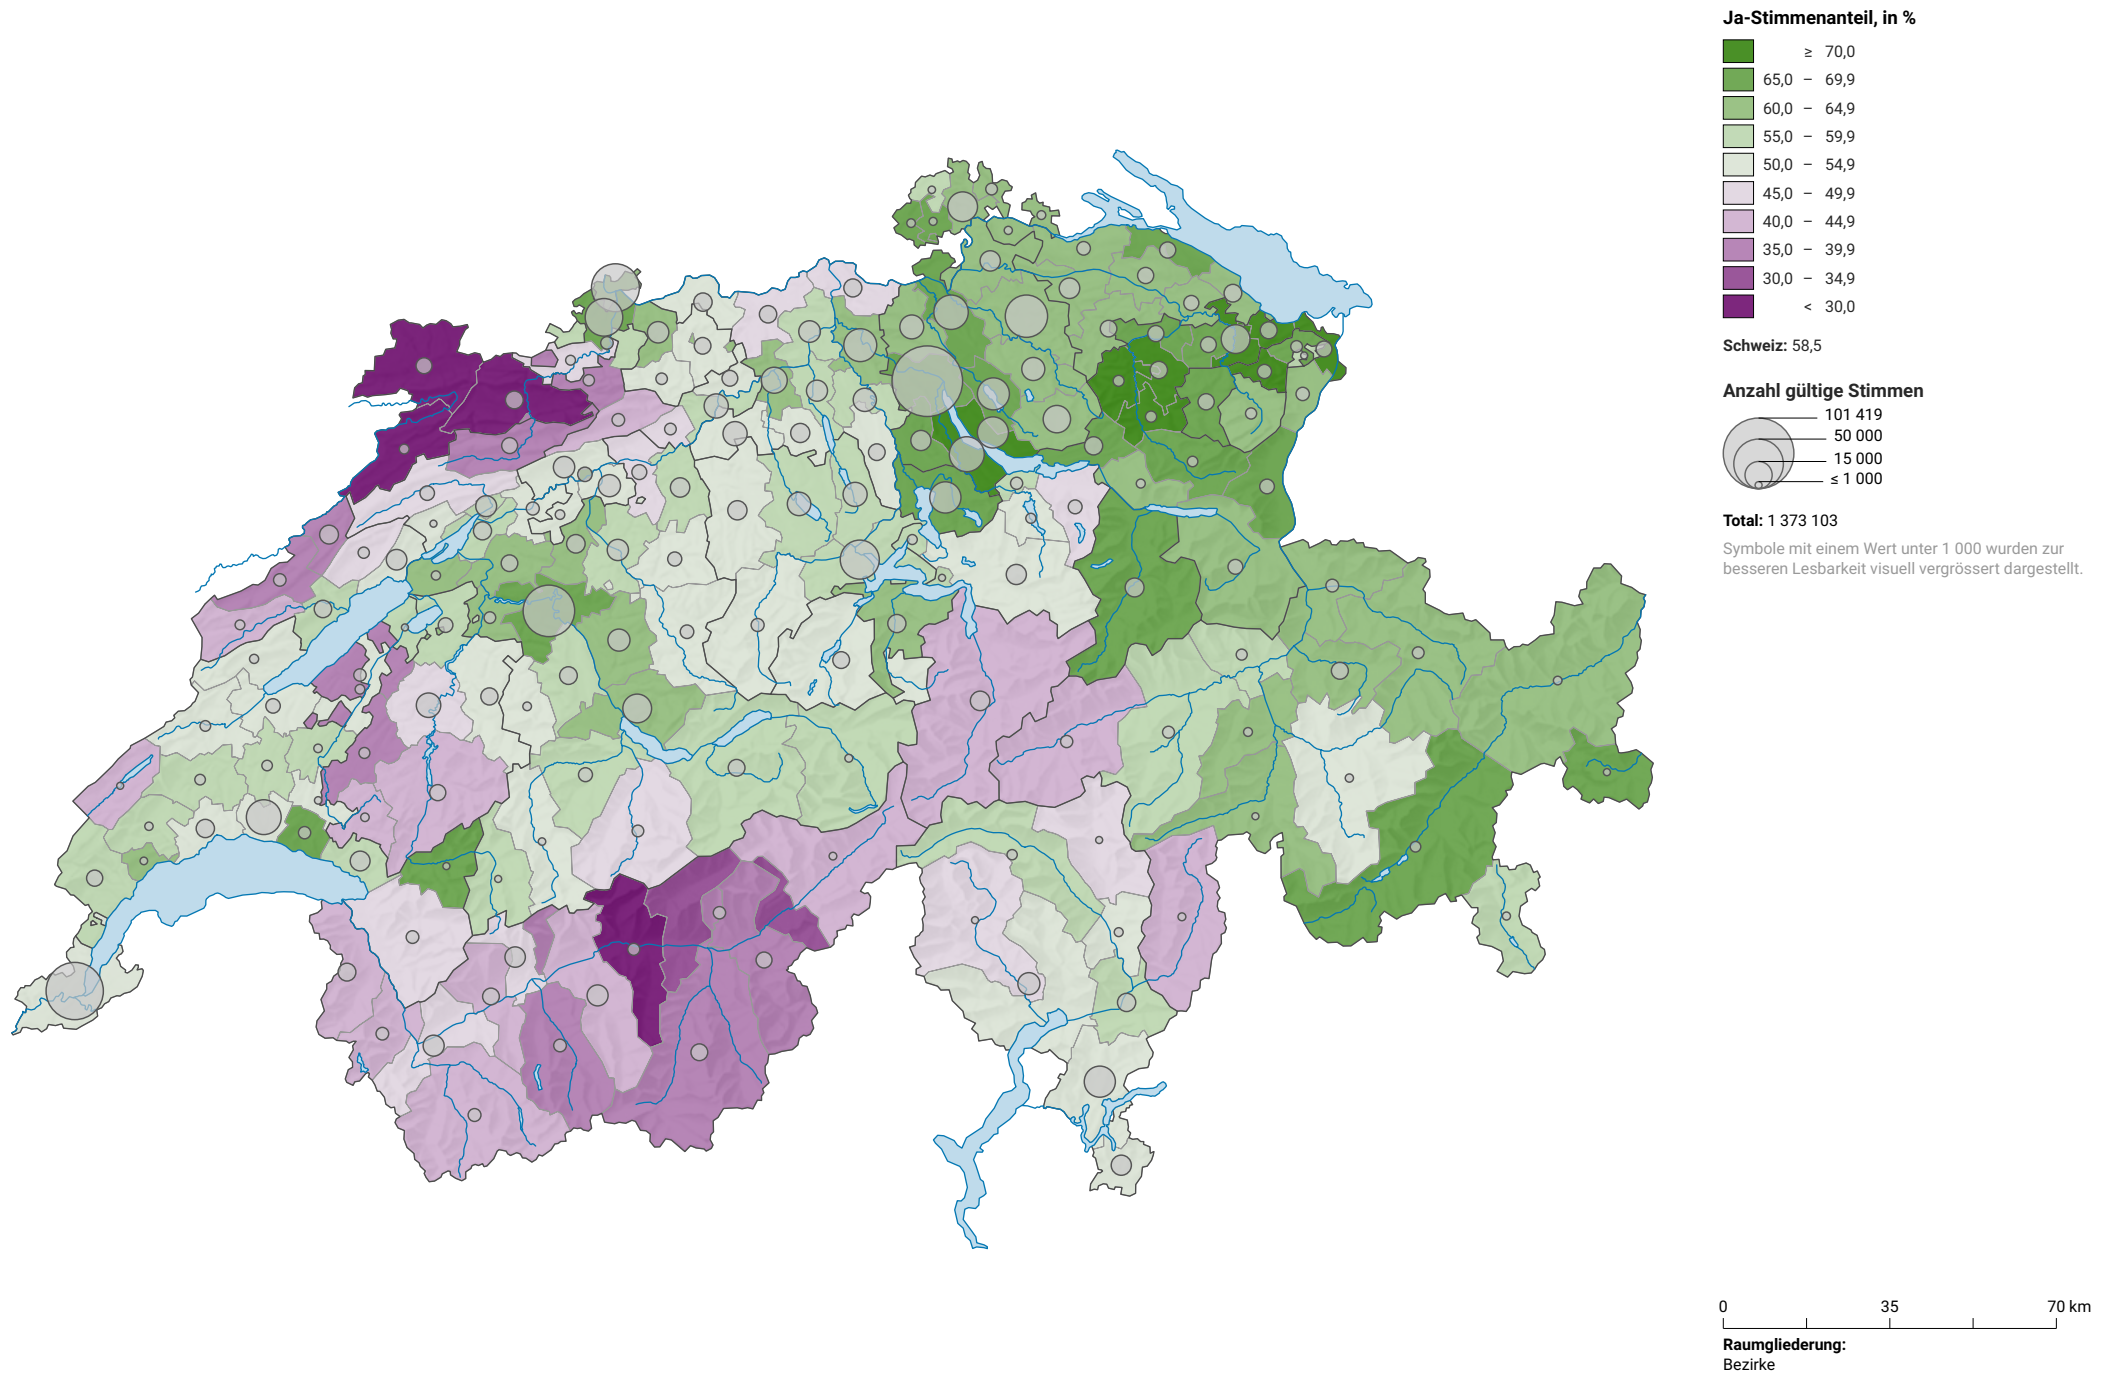 Ja-Stimmenanteil, in %
≥ 70,0
65,0 – 69,9
60,0 – 64,9
55,0 – 59,9
50,0 – 54,9
45,0 – 49,9
40,0 – 44,9
35,0 – 39,9
30,0 – 34,9
< 30,0
Schweiz: 58,5
Anzahl gültige Stimmen
101 419
50 000
15 000
≤ 1 000
Total: 1 373 103
Symbole mit einem Wert unter 1 000 wurden zur
besseren Lesbarkeit visuell vergrössert dargestellt.
0 35 70 km
Raumgliederung:
Bezirke